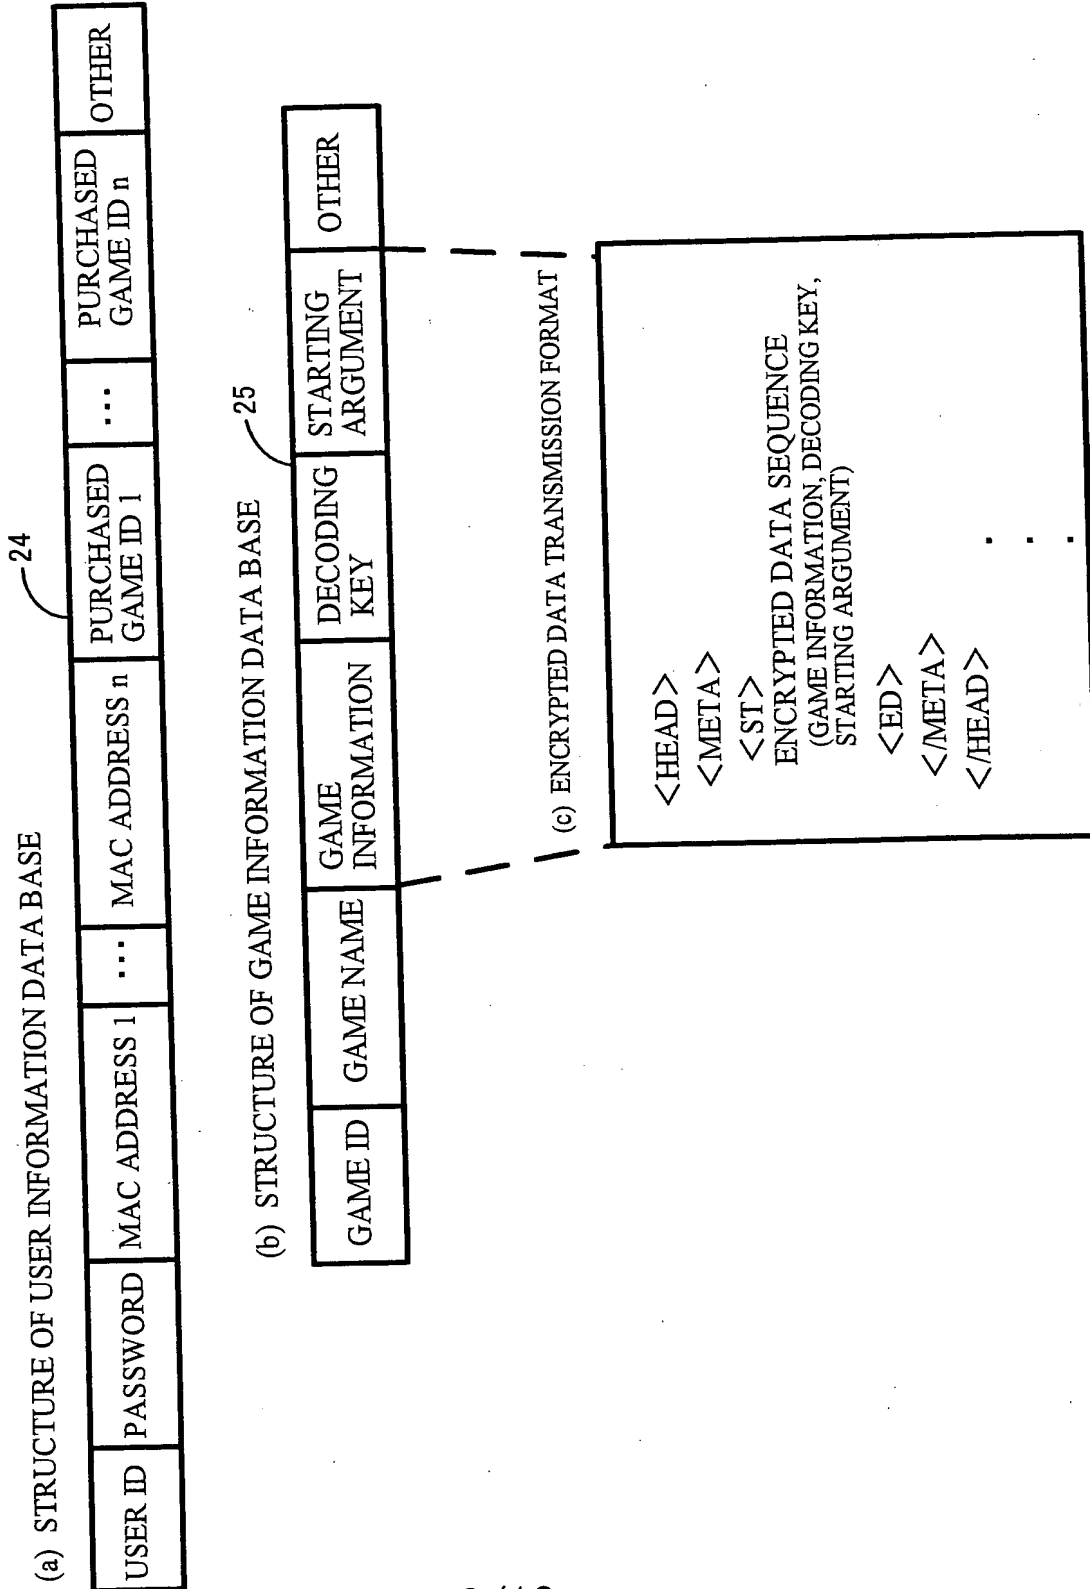 (a) STRUCTURE OF USER INFORMATION DATA BASE
24
USER ID
PASSWORD
MAC ADDRESS 1
...
MAC ADDRESS n
PURCHASED
GAME ID 1
...
PURCHASED
GAME ID n
OTHER
(b) STRUCTURE OF GAME INFORMATION DATA BASE
25
GAME ID
GAME NAME
GAME
INFORMATION
DECODING
KEY
STARTING
ARGUMENT
OTHER
(c) ENCRYPTED DATA TRANSMISSION FORMAT
<HEAD>
<META>
<ST>
ENCRYPTED DATA SEQUENCE
(GAME INFORMATION, DECODING KEY,
STARTING ARGUMENT)
<ED>
</META>
</HEAD>
. . .